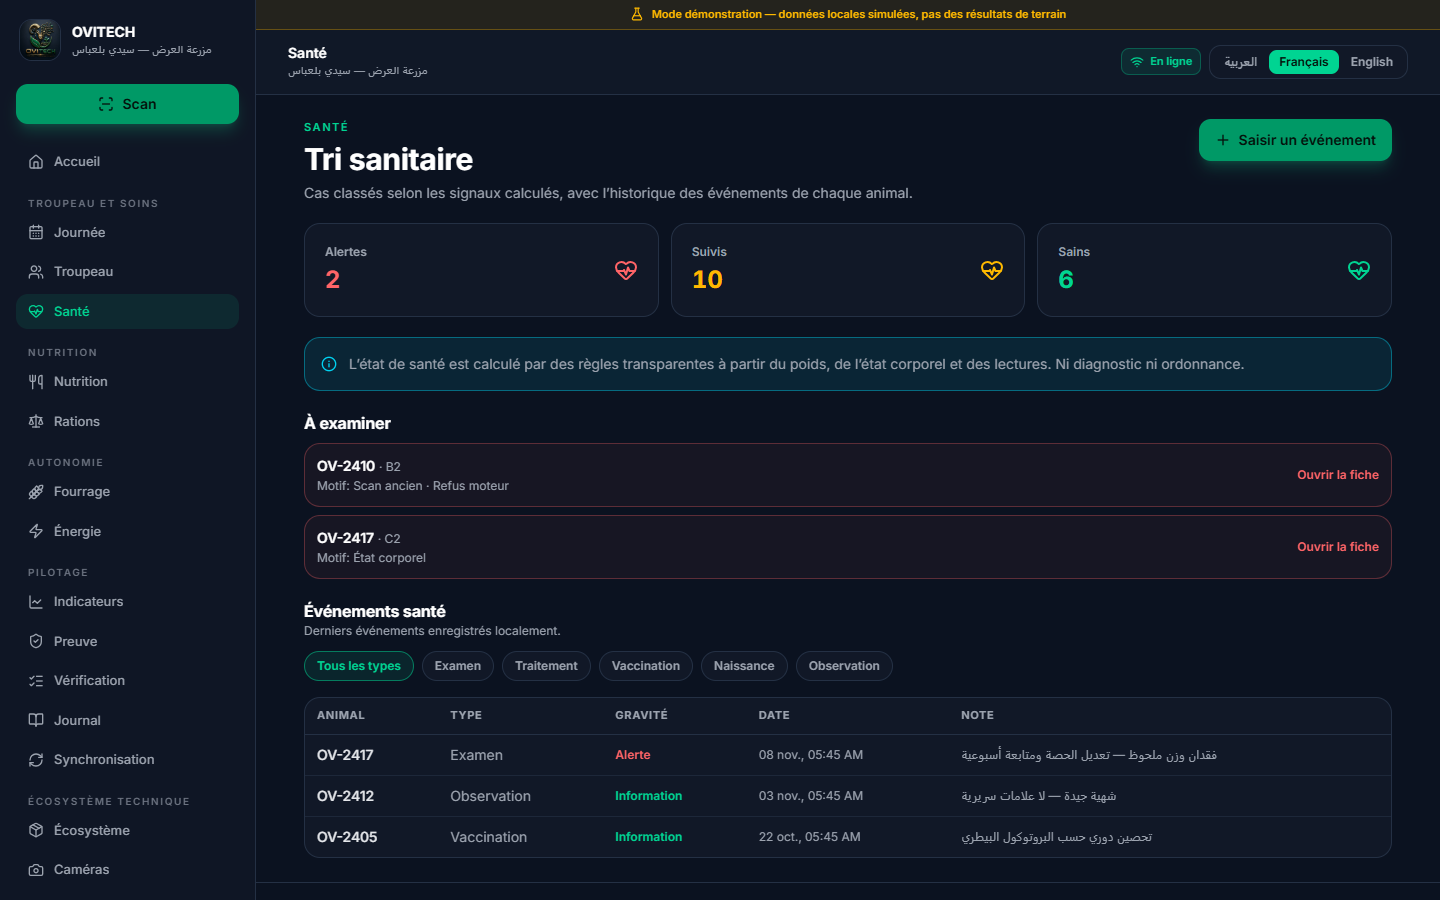 Mode démonstration — données locales simulées, pas des résultats de terrain
OVITECH
مزرعة العرض — سيدي بلعباس
Scan
Accueil
TROUPEAU ET SOINS
Journée
Troupeau
Santé
NUTRITION
Nutrition
Rations
AUTONOMIE
Fourrage
Énergie
PILOTAGE
Indicateurs
Preuve
Vérification
Journal
Synchronisation
ÉCOSYSTÈME TECHNIQUE
Écosystème
Caméras
Santé
مزرعة العرض — سيدي بلعباس
En ligne
العربية
Français
English
SANTÉ
Tri sanitaire
Cas classés selon les signaux calculés, avec l’historique des événements de chaque animal.
Saisir un événement
Alertes
2
Suivis
10
Sains
6
L’état de santé est calculé par des règles transparentes à partir du poids, de l’état corporel et des lectures. Ni diagnostic ni ordonnance.
À examiner
OV-2410 · B2
Motif: Scan ancien · Refus moteur
Ouvrir la fiche
OV-2417 · C2
Motif: État corporel
Ouvrir la fiche
Événements santé
Derniers événements enregistrés localement.
Tous les types Examen Traitement Vaccination Naissance Observation
ANIMAL TYPE GRAVITÉ DATE NOTE
OV-2417 Examen Alerte 08 nov., 05:45 AM فقدان وزن ملحوظ — تعديل الحصة ومتابعة أسبوعية
OV-2412 Observation Information 03 nov., 05:45 AM شهية جيدة — لا علامات سريرية
OV-2405 Vaccination Information 22 oct., 05:45 AM تحصين دوري حسب البروتوكول البيطري